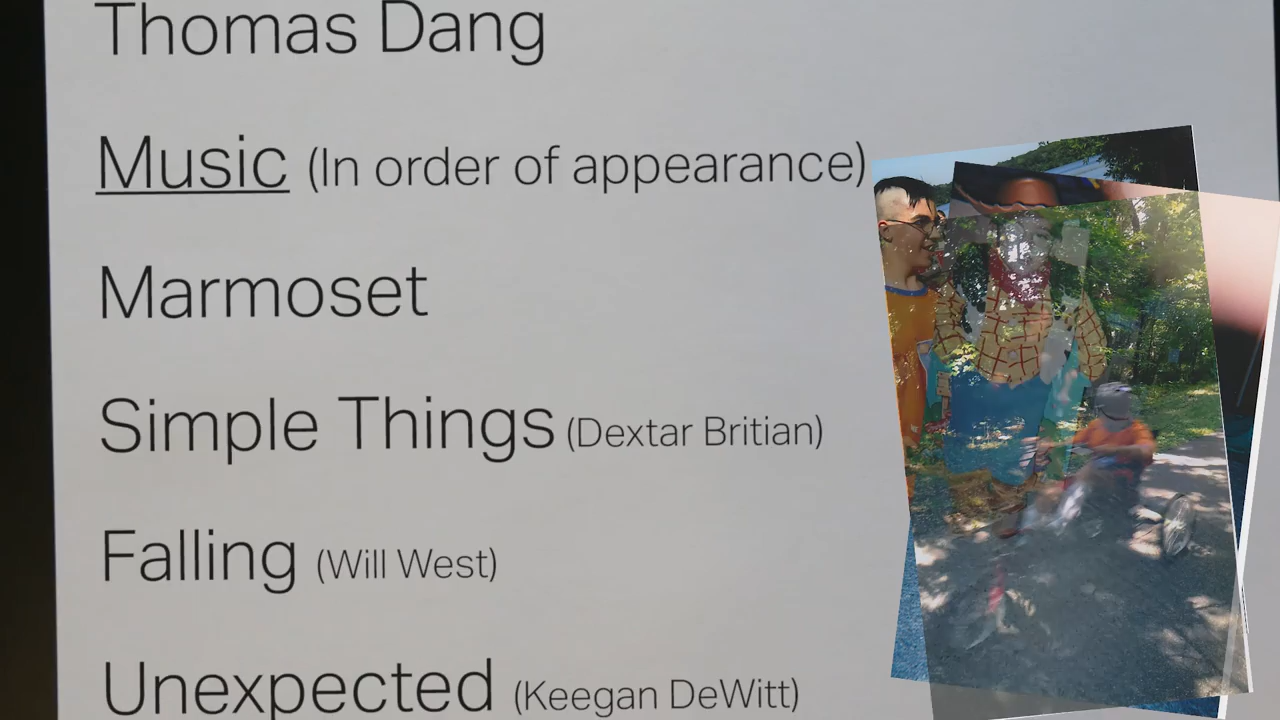 Thomas Dang
Music (In order of appearance)
Marmoset
Simple Things (Dextar Britian)
Falling (Will West)
Unexpected (Keegan DeWitt)